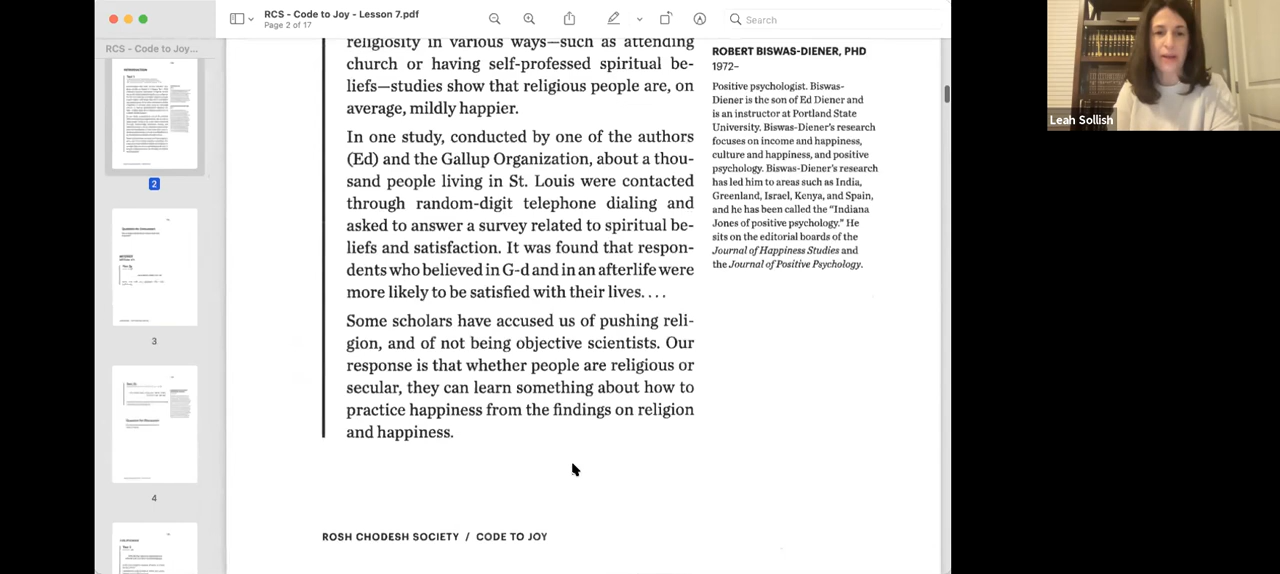 RCS - Code to Joy - Lesson 7.pdf
Page 2 of 17
Search
RCS - Code to Joy...
2
3
4
religiosity in various ways—such as attending
church or having self-professed spiritual be-
liefs—studies show that religious people are, on
average, mildly happier.
In one study, conducted by one of the authors
(Ed) and the Gallup Organization, about a thou-
sand people living in St. Louis were contacted
through random-digit telephone dialing and
asked to answer a survey related to spiritual be-
liefs and satisfaction. It was found that respon-
dents who believed in G-d and in an afterlife were
more likely to be satisfied with their lives. . . .
Some scholars have accused us of pushing reli-
gion, and of not being objective scientists. Our
response is that whether people are religious or
secular, they can learn something about how to
practice happiness from the findings on religion
and happiness.
ROBERT BISWAS-DIENER, PHD
1972–
Positive psychologist. Biswas-
Diener is the son of Ed Diener and
is an instructor at Portland State
University. Biswas-Diener's research
focuses on income and happiness,
culture and happiness, and positive
psychology. Biswas-Diener's research
has led him to areas such as India,
Greenland, Israel, Kenya, and Spain,
and he has been called the "Indiana
Jones of positive psychology." He
sits on the editorial boards of the
Journal of Happiness Studies and
the Journal of Positive Psychology.
ROSH CHODESH SOCIETY / CODE TO JOY
Leah Sollish